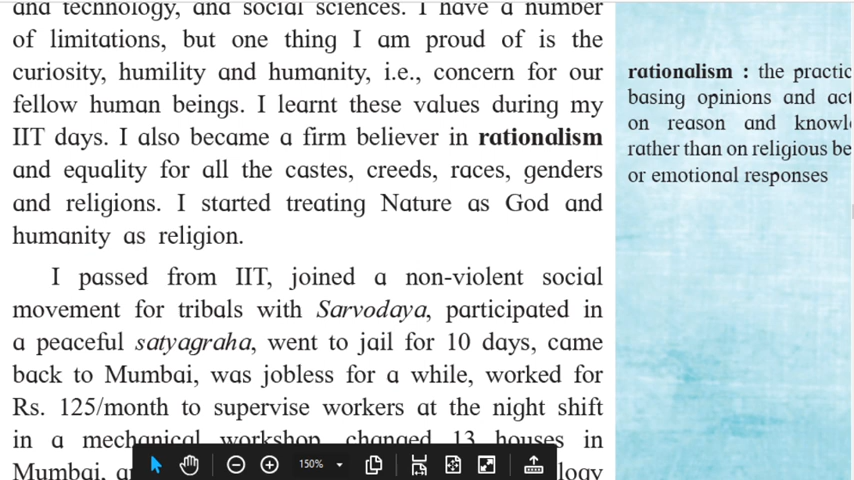 and technology, and social sciences. I have a number
of limitations, but one thing I am proud of is the
curiosity, humility and humanity, i.e., concern for our
fellow human beings. I learnt these values during my
IIT days. I also became a firm believer in rationalism
and equality for all the castes, creeds, races, genders
and religions. I started treating Nature as God and
humanity as religion.
I passed from IIT, joined a non-violent social
movement for tribals with Sarvodaya, participated in
a peaceful satyagraha, went to jail for 10 days, came
back to Mumbai, was jobless for a while, worked for
Rs. 125/month to supervise workers at the night shift
in a mechanical workshop, changed 13 houses in
Mumbai,
rationalism : the practic
basing opinions and act
on reason and knowl
rather than on religious be
or emotional responses
150%